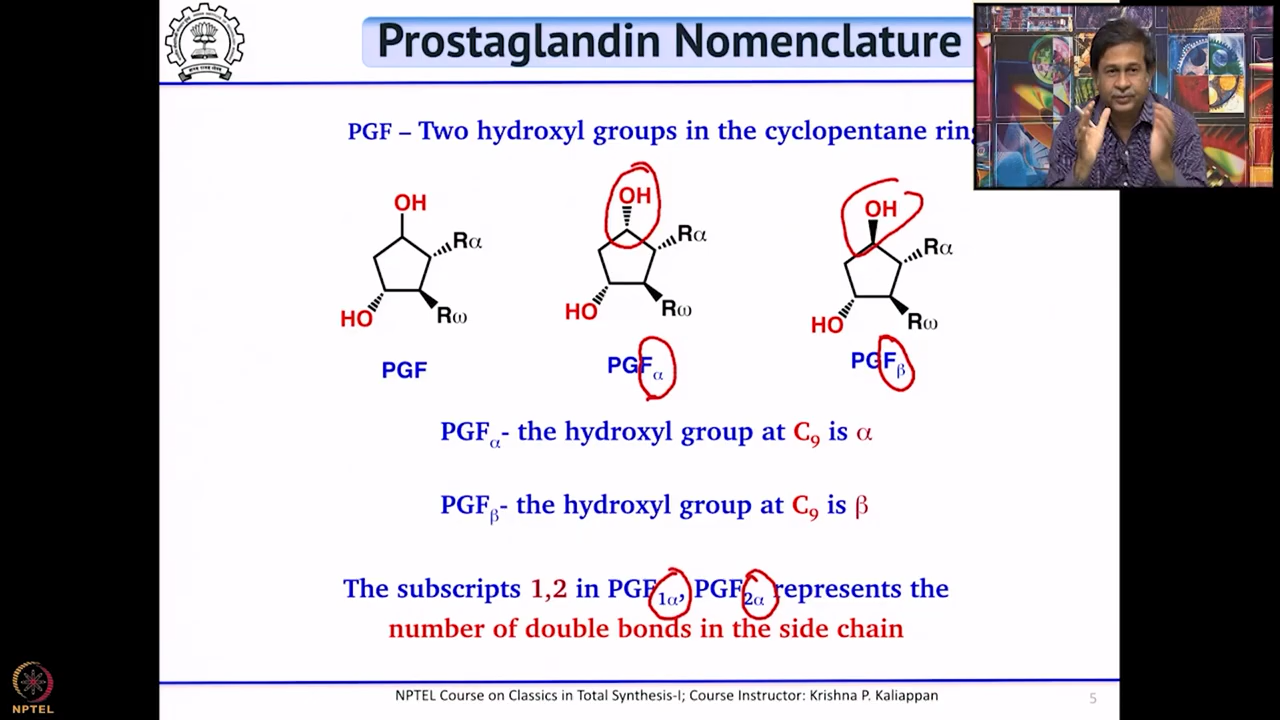 Prostaglandin Nomenclature
PGF – Two hydroxyl groups in the cyclopentane ring
OH
Rα
HO
Rω
PGF
OH
Rα
HO
Rω
PGFα
OH
Rα
HO
Rω
PGFβ
PGFα- the hydroxyl group at C9 is α
PGFβ- the hydroxyl group at C9 is β
The subscripts 1,2 in PGF1α, PGF2α represents the
number of double bonds in the side chain
NPTEL Course on Classics in Total Synthesis-I; Course Instructor: Krishna P. Kaliappan
5
NPTEL